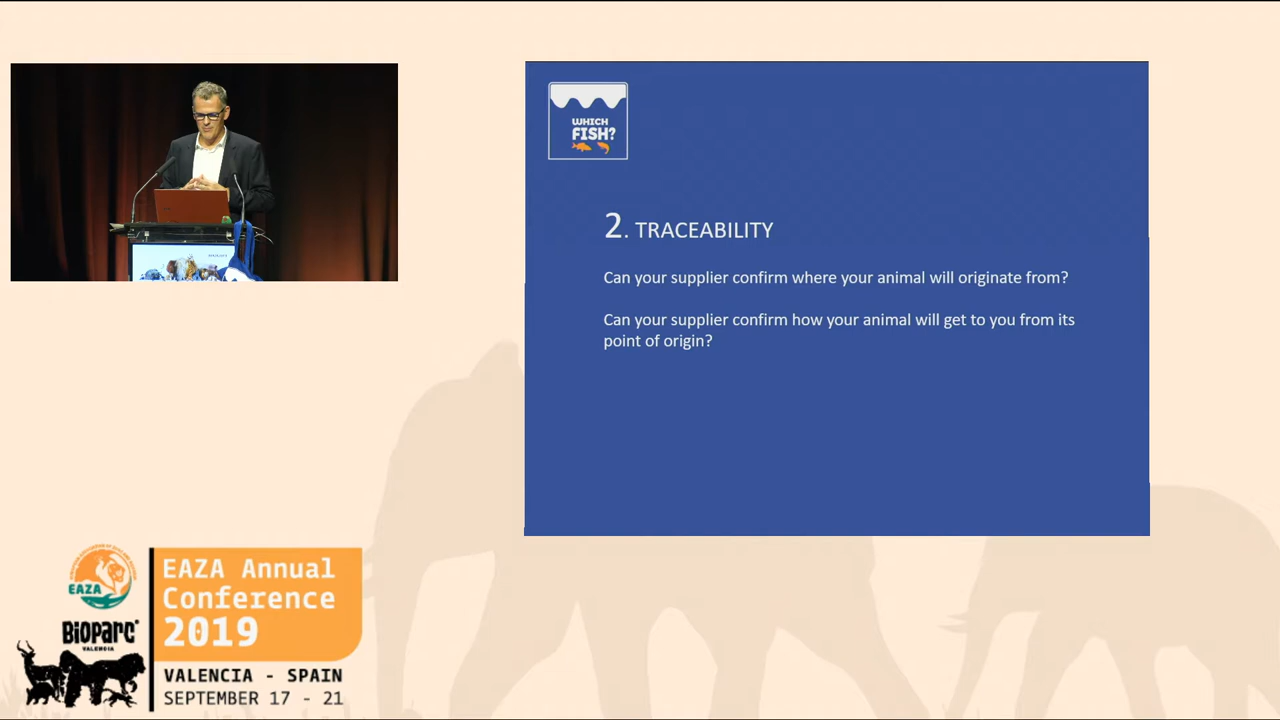 WHICH
FISH?
2. TRACEABILITY
Can your supplier confirm where your animal will originate from?
Can your supplier confirm how your animal will get to you from its
point of origin?
EAZA
BIOPARC
VALENCIA
EAZA Annual
Conference
2019
VALENCIA - SPAIN
SEPTEMBER 17 - 21